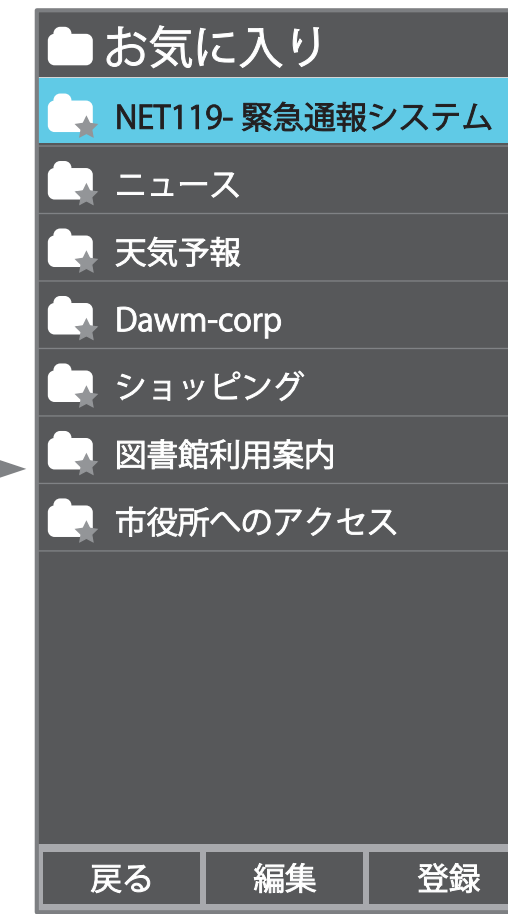 お気に入り
NET119- 緊急通報システム
ニュース
天気予報
Dawm-corp
ショッピング
図書館利用案内
市役所へのアクセス
戻る 編集 登録